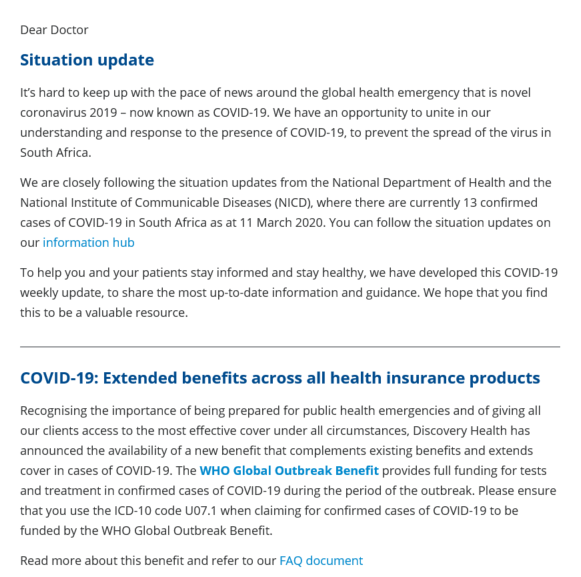 Dear Doctor
Situation update
It's hard to keep up with the pace of news around the global health emergency that is novel
coronavirus 2019 – now known as COVID-19. We have an opportunity to unite in our
understanding and response to the presence of COVID-19, to prevent the spread of the virus in
South Africa.
We are closely following the situation updates from the National Department of Health and the
National Institute of Communicable Diseases (NICD), where there are currently 13 confirmed
cases of COVID-19 in South Africa as at 11 March 2020. You can follow the situation updates on
our information hub
To help you and your patients stay informed and stay healthy, we have developed this COVID-19
weekly update, to share the most up-to-date information and guidance. We hope that you find
this to be a valuable resource.
COVID-19: Extended benefits across all health insurance products
Recognising the importance of being prepared for public health emergencies and of giving all
our clients access to the most effective cover under all circumstances, Discovery Health has
announced the availability of a new benefit that complements existing benefits and extends
cover in cases of COVID-19. The WHO Global Outbreak Benefit provides full funding for tests
and treatment in confirmed cases of COVID-19 during the period of the outbreak. Please ensure
that you use the ICD-10 code U07.1 when claiming for confirmed cases of COVID-19 to be
funded by the WHO Global Outbreak Benefit.
Read more about this benefit and refer to our FAQ document